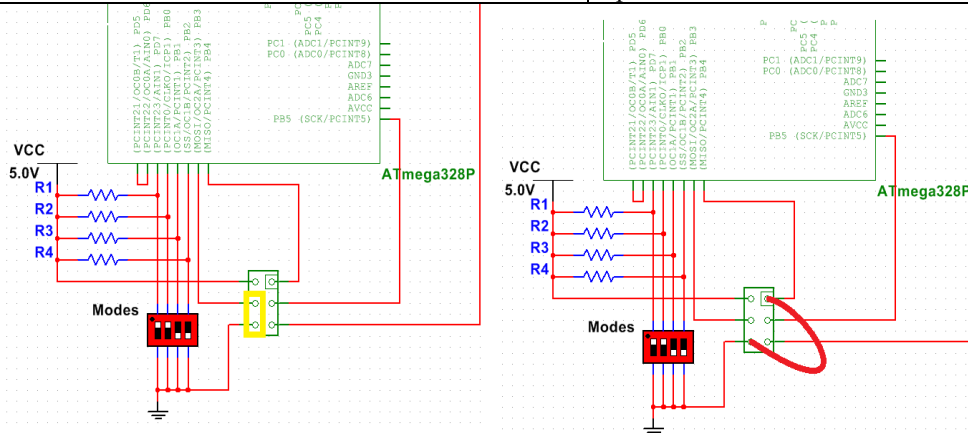 PC5 (
PC4 (
PC1 (ADC1/PCINT9)
PC0 (ADC0/PCINT8)
ADC7
GND3
AREF
ADC6
AVCC
PB5 (SCK/PCINT5)
(PCINT21/OC0B/T1) PD5
(PCINT22/OC0A/AIN0) PD6
(PCINT23/AIN1) PD7
(PCINT0/CLKO/ICP1) PB0
(OC1A/PCINT1) PB1
(SS/OC1B/PCINT2) PB2
(MOSI/OC2A/PCINT3) PB3
(MISO/PCINT4) PB4
ATmega328P
VCC
5.0V
R1
R2
R3
R4
Modes
PC5 (
PC4 (
PC1 (ADC1/PCINT9)
PC0 (ADC0/PCINT8)
ADC7
GND3
AREF
ADC6
AVCC
PB5 (SCK/PCINT5)
(PCINT21/OC0B/T1) PD5
(PCINT22/OC0A/AIN0) PD6
(PCINT23/AIN1) PD7
(PCINT0/CLKO/ICP1) PB0
(OC1A/PCINT1) PB1
(SS/OC1B/PCINT2) PB2
(MOSI/OC2A/PCINT3) PB3
(MISO/PCINT4) PB4
ATmega328P
VCC
5.0V
R1
R2
R3
R4
Modes